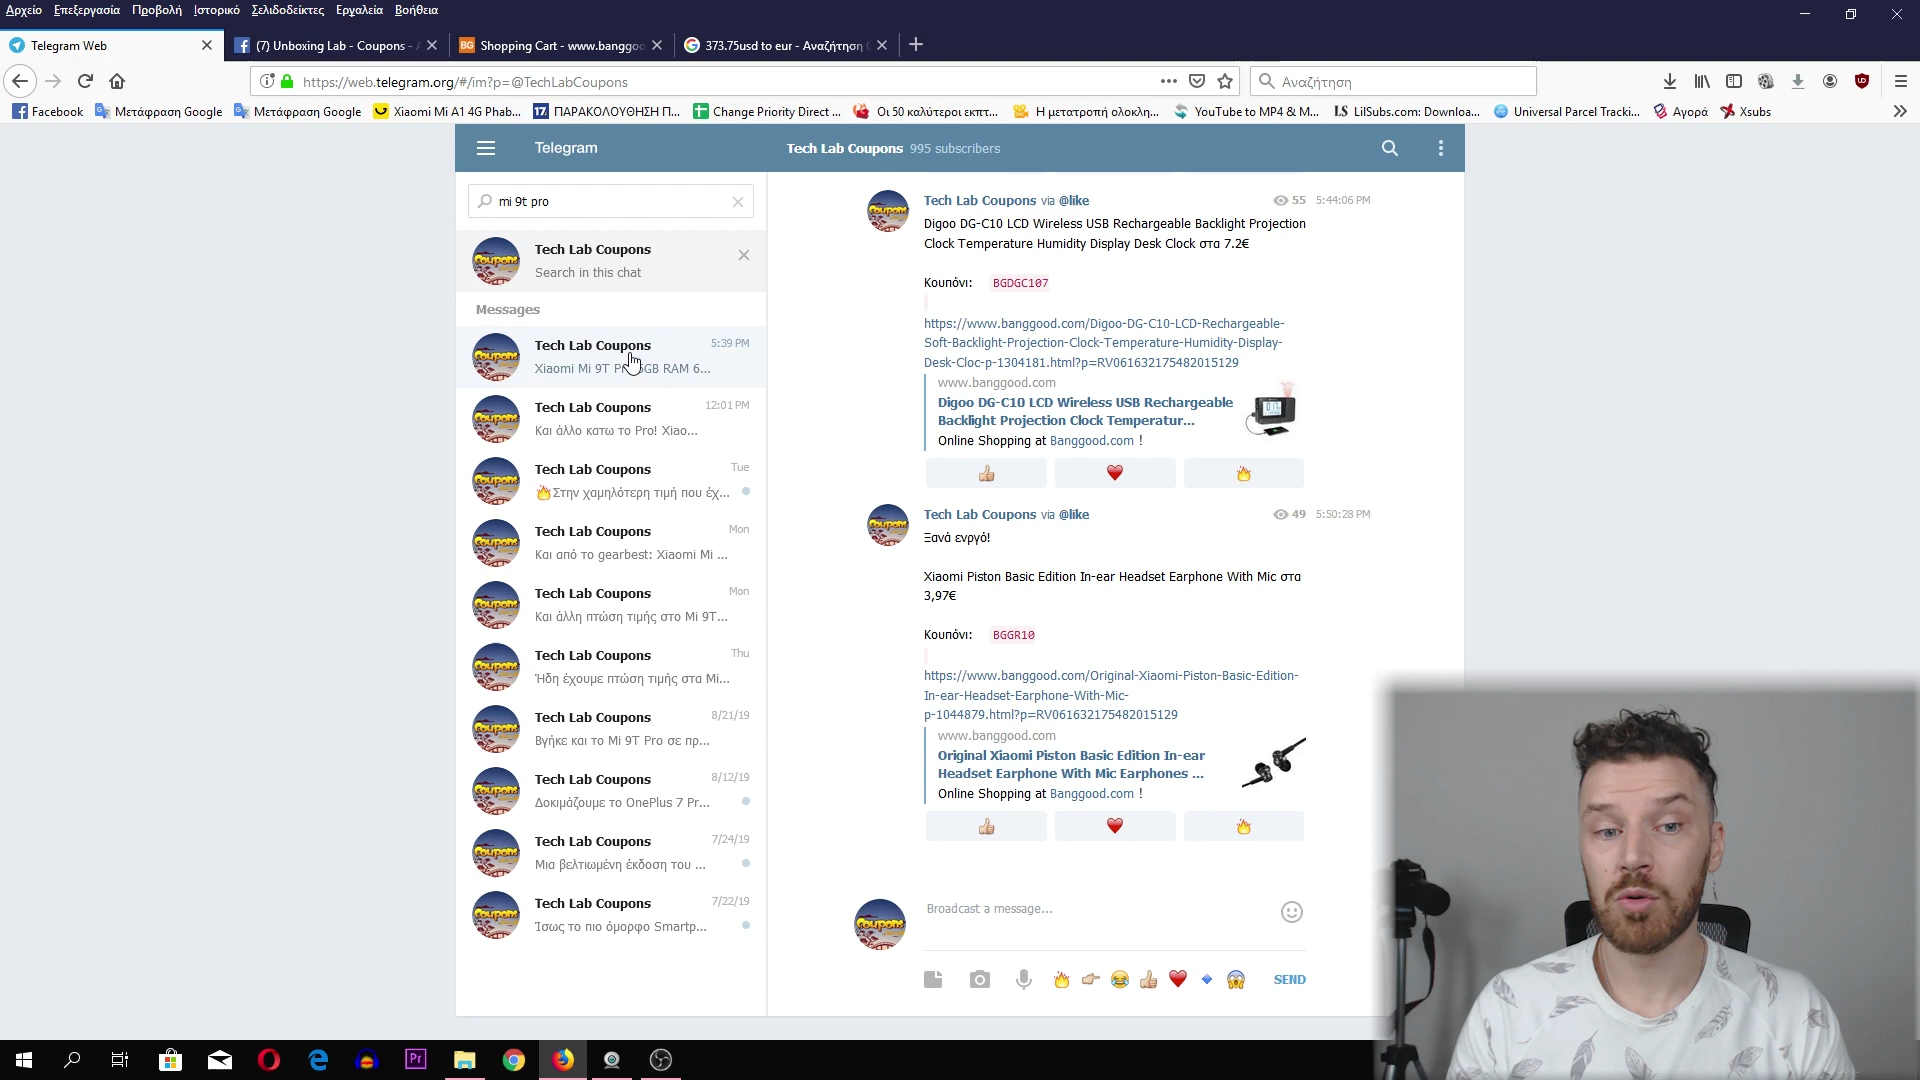 Αρχείο Επεξεργασία Προβολή Ιστορικό Σελιδοδείκτες Εργαλεία Βοήθεια
Telegram Web
(7) Unboxing Lab - Coupons -
BG Shopping Cart - www.banggoo
373.75usd to eur - Αναζήτηση
https://web.telegram.org/#/im?p=@TechLabCoupons
Αναζήτηση
Facebook
Μετάφραση Google
Μετάφραση Google
Xiaomi Mi A1 4G Phab...
17 ΠΑΡΑΚΟΛΟΥΘΗΣΗ Π...
Change Priority Direct ...
Οι 50 καλύτεροι εκπτ...
Η μετατροπή ολοκλη...
YouTube to MP4 & M...
LS LilSubs.com: Downloa...
Universal Parcel Tracki...
Αγορά
Xsubs
Telegram
Tech Lab Coupons 995 subscribers
mi 9t pro
Tech Lab Coupons
Search in this chat
Messages
Tech Lab Coupons 5:39 PM
Xiaomi Mi 9T GB RAM 6...
Tech Lab Coupons 12:01 PM
Και άλλο κατω το Pro! Xiao...
Tech Lab Coupons Tue
🔥Στην χαμηλότερη τιμή που έχ...
Tech Lab Coupons Mon
Και από το gearbest: Xiaomi Mi ...
Tech Lab Coupons Mon
Και άλλη πτώση τιμής στο Mi 9T...
Tech Lab Coupons Thu
Ήδη έχουμε πτώση τιμής στα Mi...
Tech Lab Coupons 8/21/19
Βγήκε και το Mi 9T Pro σε πρ...
Tech Lab Coupons 8/12/19
Δοκιμάζουμε το OnePlus 7 Pr...
Tech Lab Coupons 7/24/19
Μια βελτιωμένη έκδοση του ...
Tech Lab Coupons 7/22/19
Ίσως το πιο όμορφο Smartp...
Tech Lab Coupons via @like 55 5:44:06 PM
Digoo DG-C10 LCD Wireless USB Rechargeable Backlight Projection
Clock Temperature Humidity Display Desk Clock στα 7.2€
Κουπόνι: BGDGC107
https://www.banggood.com/Digoo-DG-C10-LCD-Rechargeable-
Soft-Backlight-Projection-Clock-Temperature-Humidity-Display-
Desk-Cloc-p-1304181.html?p=RV061632175482015129
www.banggood.com
Digoo DG-C10 LCD Wireless USB Rechargeable
Backlight Projection Clock Temperatur...
Online Shopping at Banggood.com !
👍 ❤️ 🔥
Tech Lab Coupons via @like 49 5:50:28 PM
Ξανά ενργό!
Xiaomi Piston Basic Edition In-ear Headset Earphone With Mic στα
3,97€
Κουπόνι: BGGR10
https://www.banggood.com/Original-Xiaomi-Piston-Basic-Edition-
In-ear-Headset-Earphone-With-Mic-
p-1044879.html?p=RV061632175482015129
www.banggood.com
Original Xiaomi Piston Basic Edition In-ear
Headset Earphone With Mic Earphones ...
Online Shopping at Banggood.com !
👍 ❤️ 🔥
Broadcast a message...
SEND
Pr